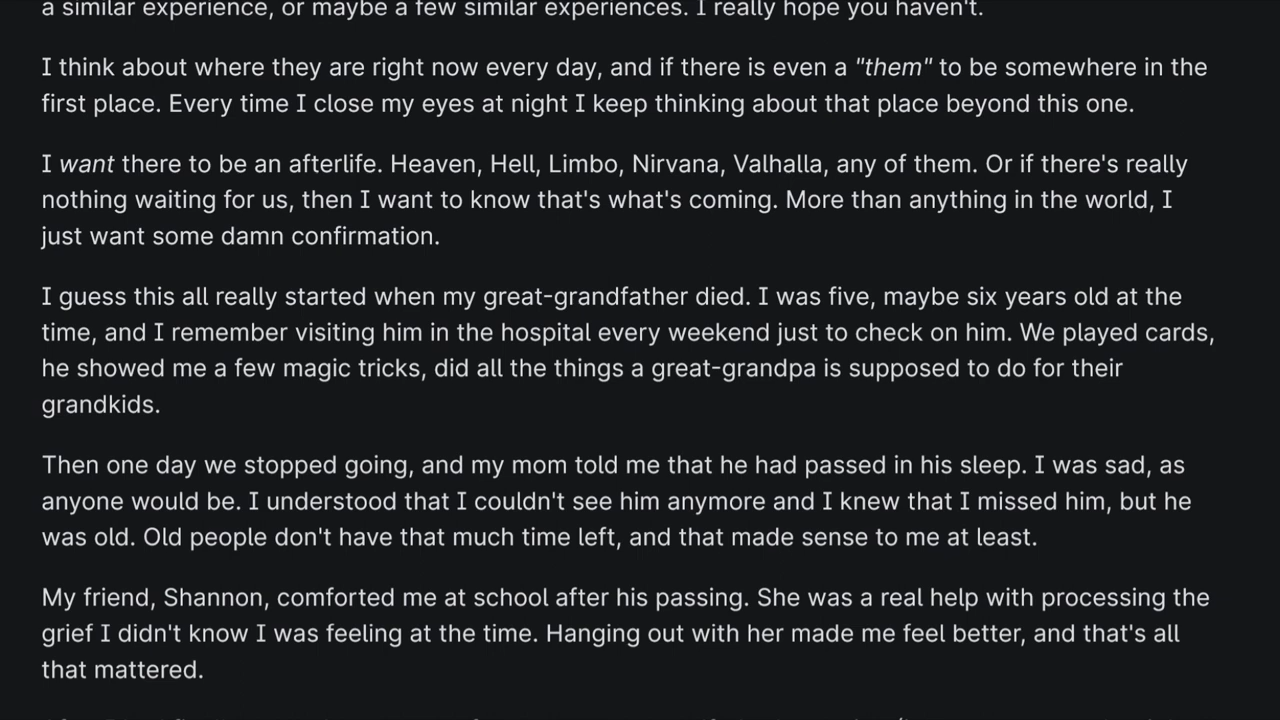 a similar experience, or maybe a few similar experiences. I really hope you haven't.
I think about where they are right now every day, and if there is even a "them" to be somewhere in the
first place. Every time I close my eyes at night I keep thinking about that place beyond this one.
I want there to be an afterlife. Heaven, Hell, Limbo, Nirvana, Valhalla, any of them. Or if there's really
nothing waiting for us, then I want to know that's what's coming. More than anything in the world, I
just want some damn confirmation.
I guess this all really started when my great-grandfather died. I was five, maybe six years old at the
time, and I remember visiting him in the hospital every weekend just to check on him. We played cards,
he showed me a few magic tricks, did all the things a great-grandpa is supposed to do for their
grandkids.
Then one day we stopped going, and my mom told me that he had passed in his sleep. I was sad, as
anyone would be. I understood that I couldn't see him anymore and I knew that I missed him, but he
was old. Old people don't have that much time left, and that made sense to me at least.
My friend, Shannon, comforted me at school after his passing. She was a real help with processing the
grief I didn't know I was feeling at the time. Hanging out with her made me feel better, and that's all
that mattered.